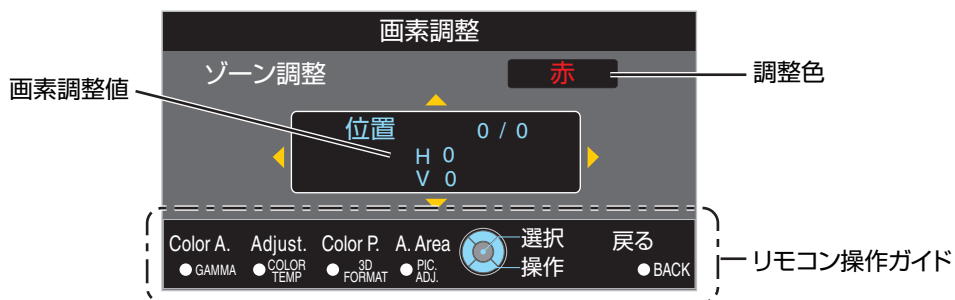 画素調整
ゾーン調整 赤
調整色
画素調整値
位置 0 / 0
H 0
V 0
Color A. Adjust. Color P. A. Area 選択 戻る
GAMMA COLOR TEMP 3D FORMAT PIC. ADJ. 操作 BACK
リモコン操作ガイド